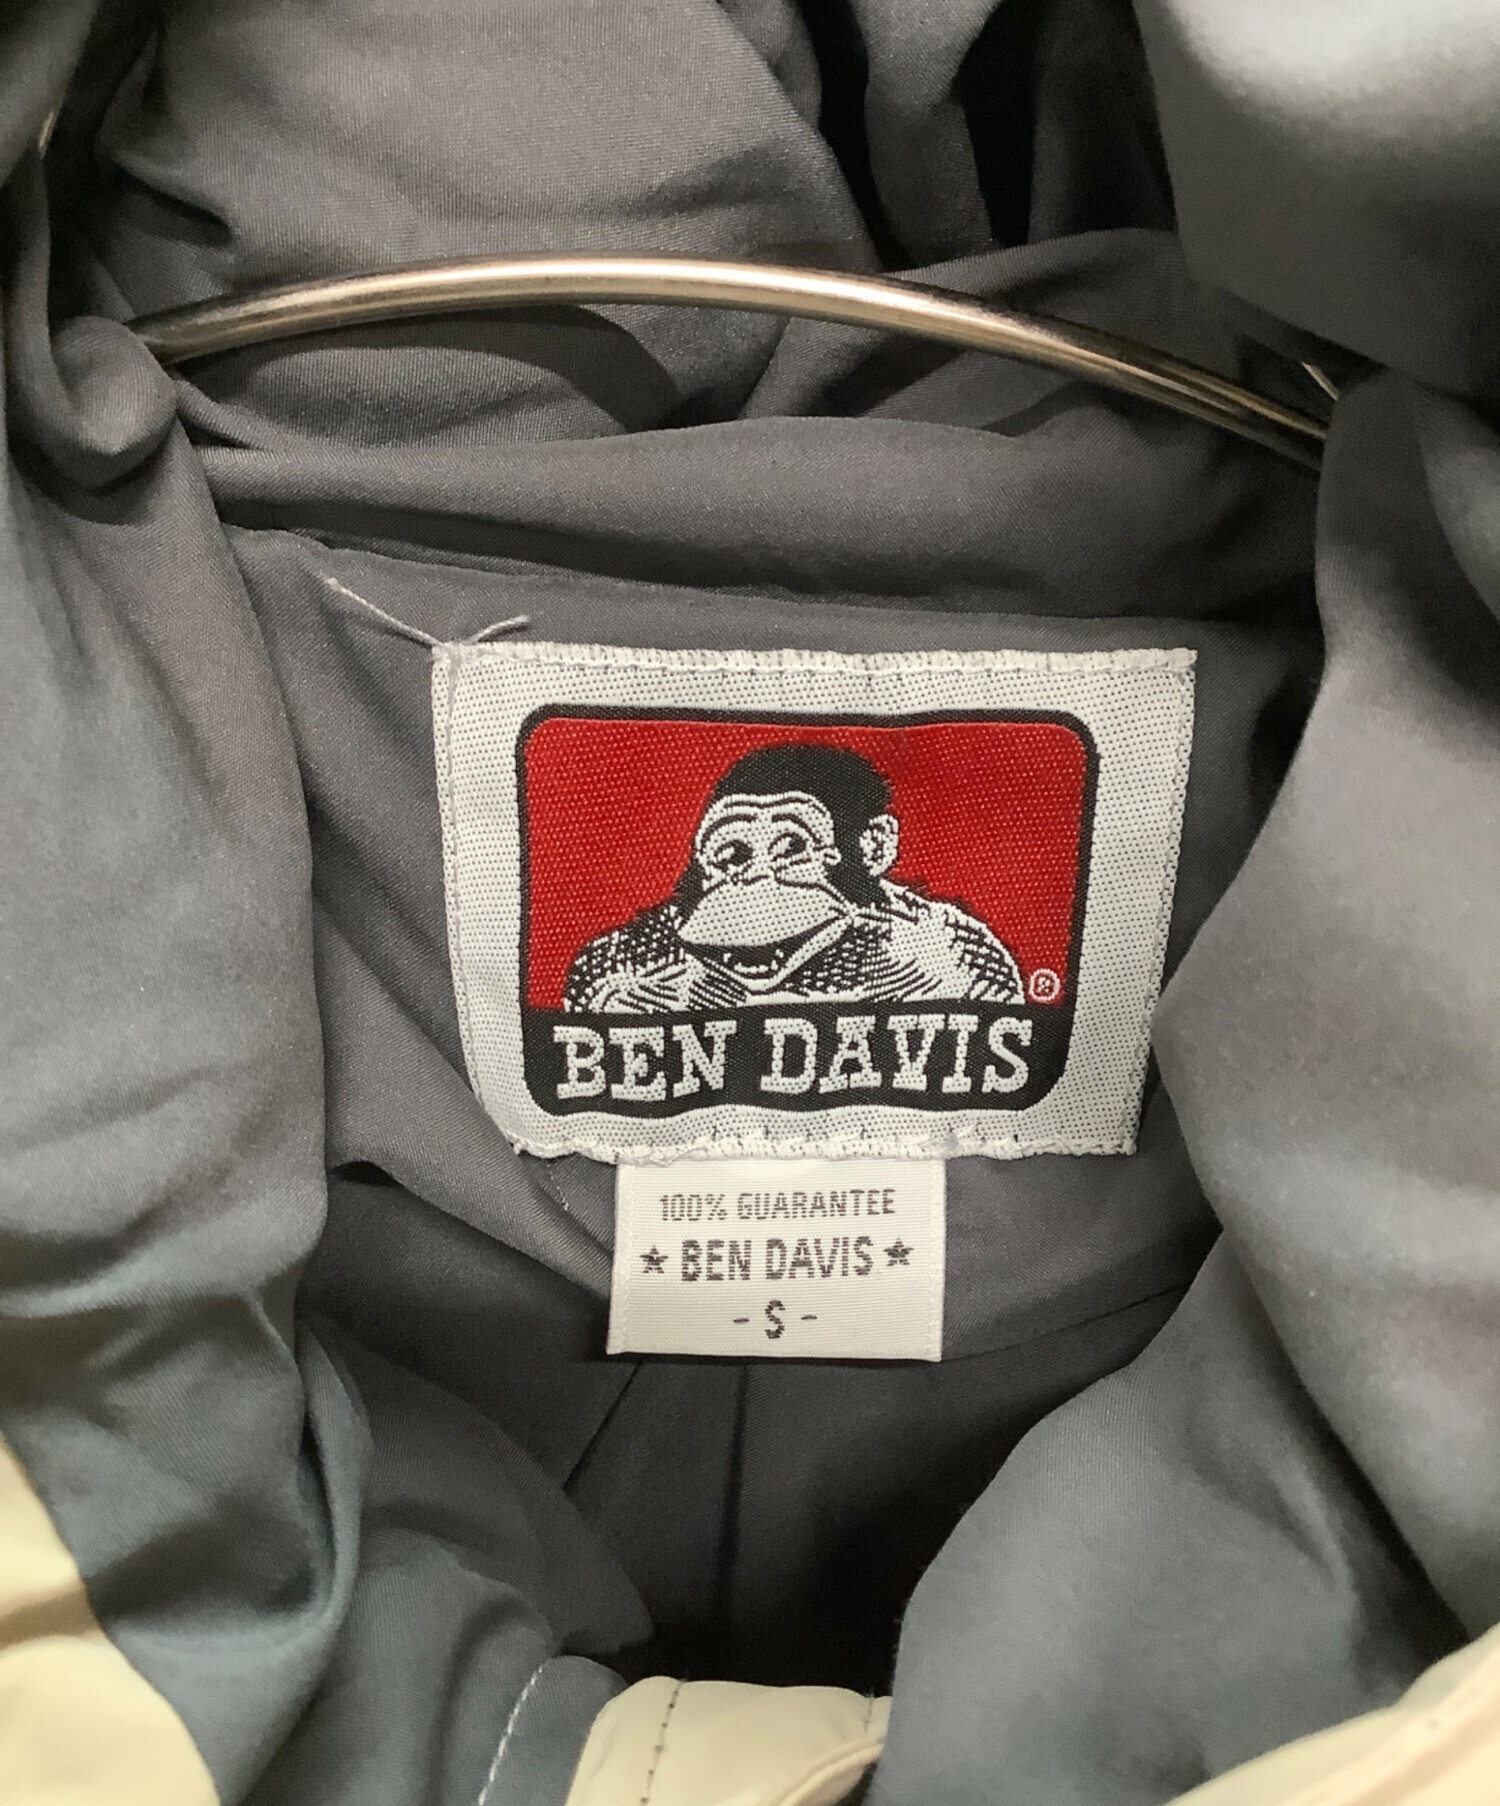 ®
BEN DAVIS
100% GUARANTEE
★ BEN DAVIS ★
- S -